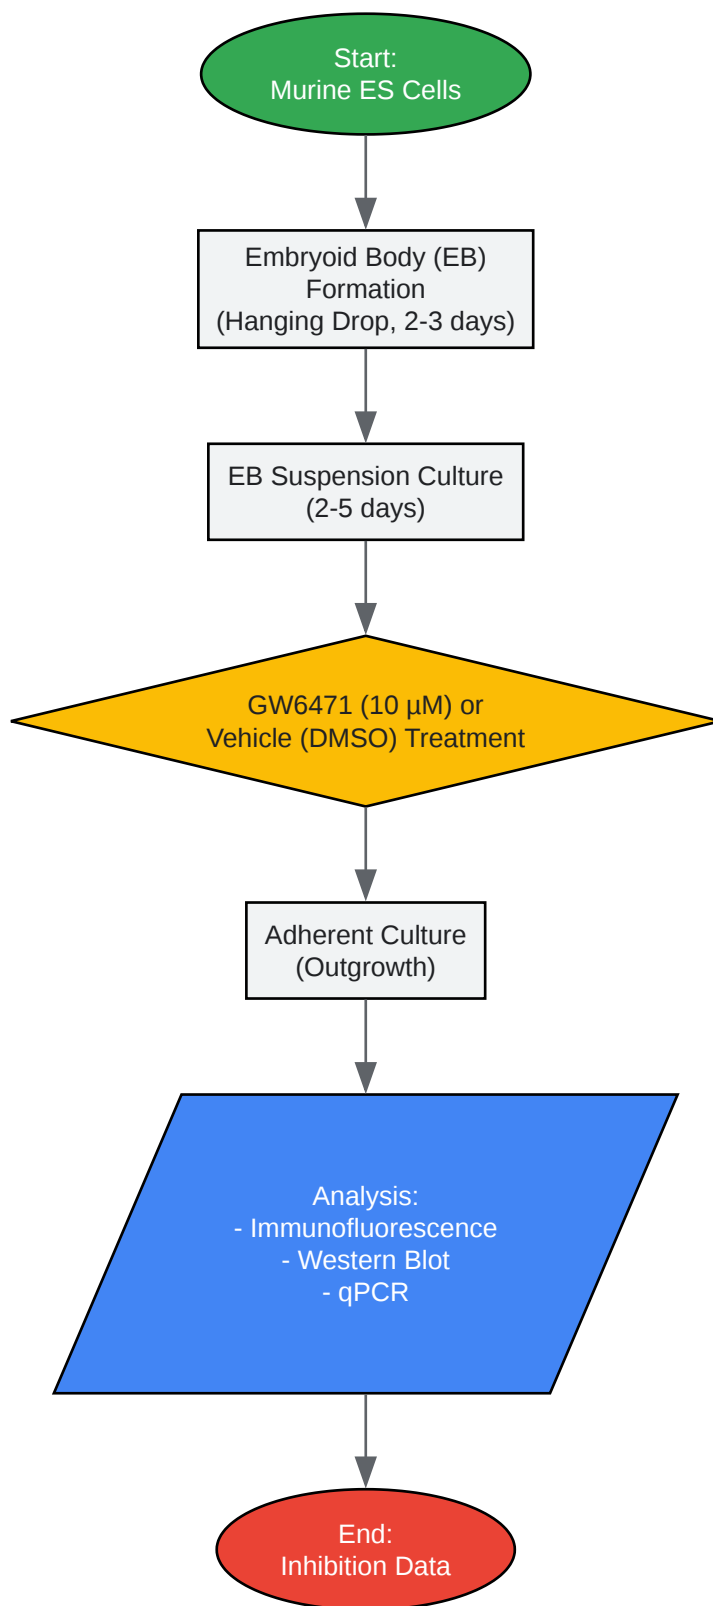 Start:
Murine ES Cells
Embryoid Body (EB)
Formation
(Hanging Drop, 2-3 days)
EB Suspension Culture
(2-5 days)
GW6471 (10 µM) or
Vehicle (DMSO) Treatment
Adherent Culture
(Outgrowth)
Analysis:
- Immunofluorescence
- Western Blot
- qPCR
End:
Inhibition Data